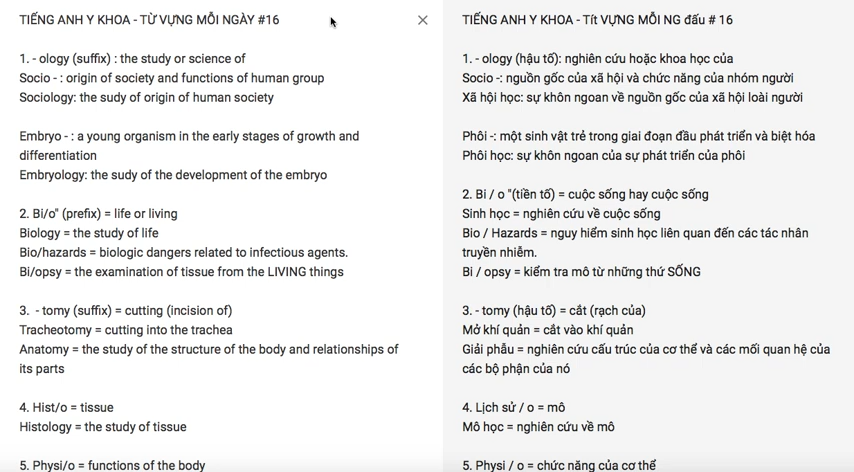 TIẾNG ANH Y KHOA - TỪ VỰNG MỖI NGÀY #16
1. - ology (suffix) : the study or science of
Socio - : origin of society and functions of human group
Sociology: the sudy of origin of human society
Embryo - : a young organism in the early stages of growth and
differentiation
Embryology: the sudy of the development of the embryo
2. Bi/o" (prefix) = life or living
Biology = the study of life
Bio/hazards = biologic dangers related to infectious agents.
Bi/opsy = the examination of tissue from the LIVING things
3.  - tomy (suffix) = cutting (incision of)
Tracheotomy = cutting into the trachea
Anatomy = the study of the structure of the body and relationships of
its parts
4. Hist/o = tissue
Histology = the study of tissue
5. Physi/o = functions of the body
TIẾNG ANH Y KHOA - Tít VỰNG MỖI NG đấu # 16
1. - ology (hậu tố): nghiên cứu hoặc khoa học của
Socio -: nguồn gốc của xã hội và chức năng của nhóm người
Xã hội học: sự khôn ngoan về nguồn gốc của xã hội loài người
Phôi -: một sinh vật trẻ trong giai đoạn đầu phát triển và biệt hóa
Phôi học: sự khôn ngoan của sự phát triển của phôi
2. Bi / o "(tiền tố) = cuộc sống hay cuộc sống
Sinh học = nghiên cứu về cuộc sống
Bio / Hazards = nguy hiểm sinh học liên quan đến các tác nhân
truyền nhiễm.
Bi / opsy = kiểm tra mô từ những thứ SỐNG
3. - tomy (hậu tố) = cắt (rạch của)
Mở khí quản = cắt vào khí quản
Giải phẫu = nghiên cứu cấu trúc của cơ thể và các mối quan hệ của
các bộ phận của nó
4. Lịch sử / o = mô
Mô học = nghiên cứu về mô
5. Physi / o = chức năng của cơ thể